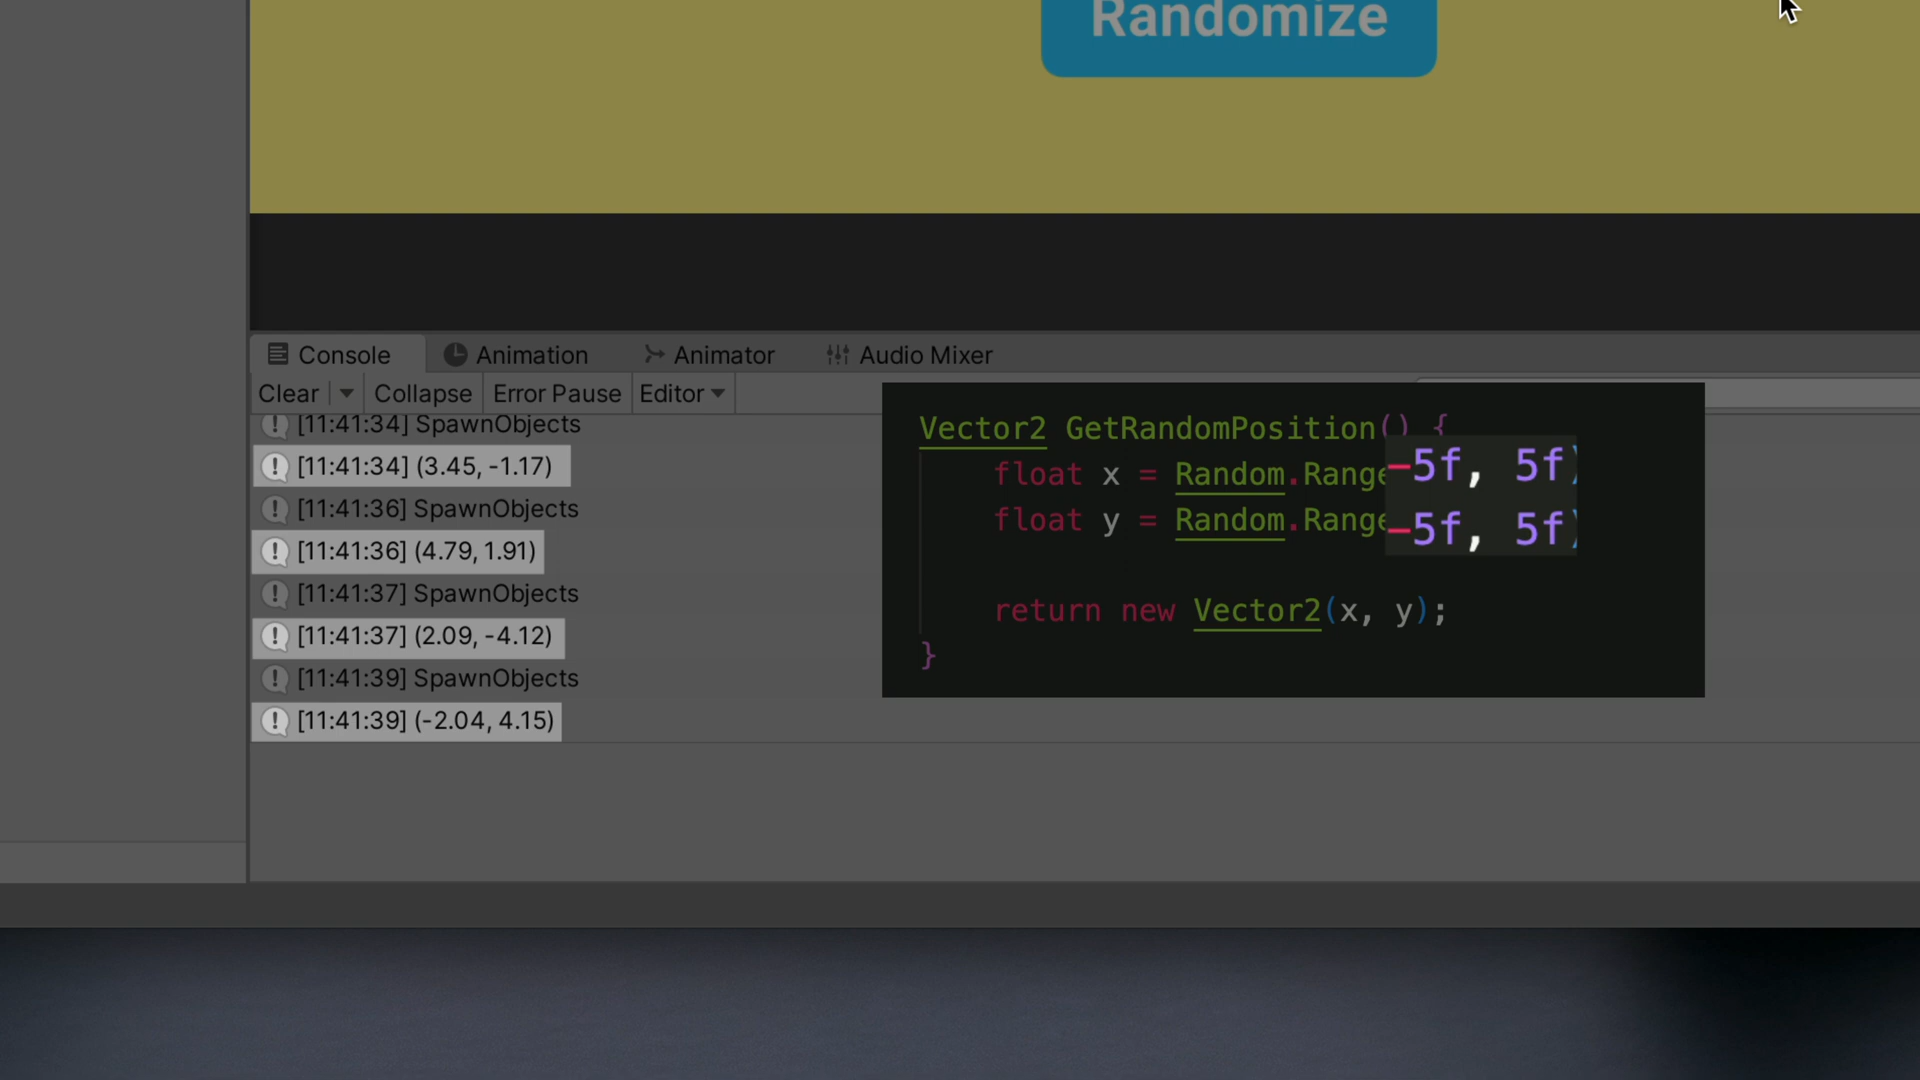 Randomize
Console Animation Animator Audio Mixer
Clear Collapse Error Pause Editor
[11:41:34] SpawnObjects
[11:41:34] (3.45, -1.17)
[11:41:36] SpawnObjects
[11:41:36] (4.79, 1.91)
[11:41:37] SpawnObjects
[11:41:37] (2.09, -4.12)
[11:41:39] SpawnObjects
[11:41:39] (-2.04, 4.15)
Vector2 GetRandomPosition() {
float x = Random.Range -5f, 5f)
float y = Random.Range -5f, 5f)
return new Vector2(x, y);
}